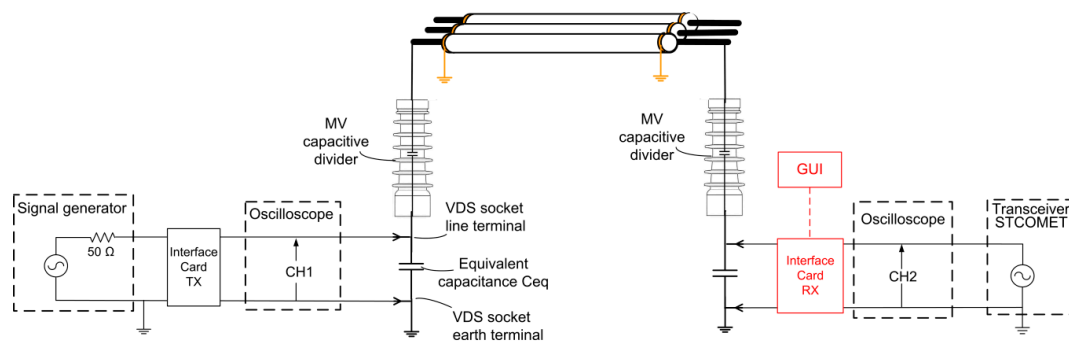 MV
capacitive
divider
MV
capacitive
divider
GUI
Signal generator
Oscilloscope
VDS socket
line terminal
Oscilloscope
Transceiver
STCOMET
50 Ω
Interface
Card
TX
CH1
Equivalent
capacitance Ceq
Interface
Card
RX
CH2
VDS socket
earth terminal